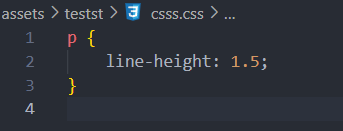 assets > testst > csss.css > ...
1 p {
2     line-height: 1.5;
3 }
4